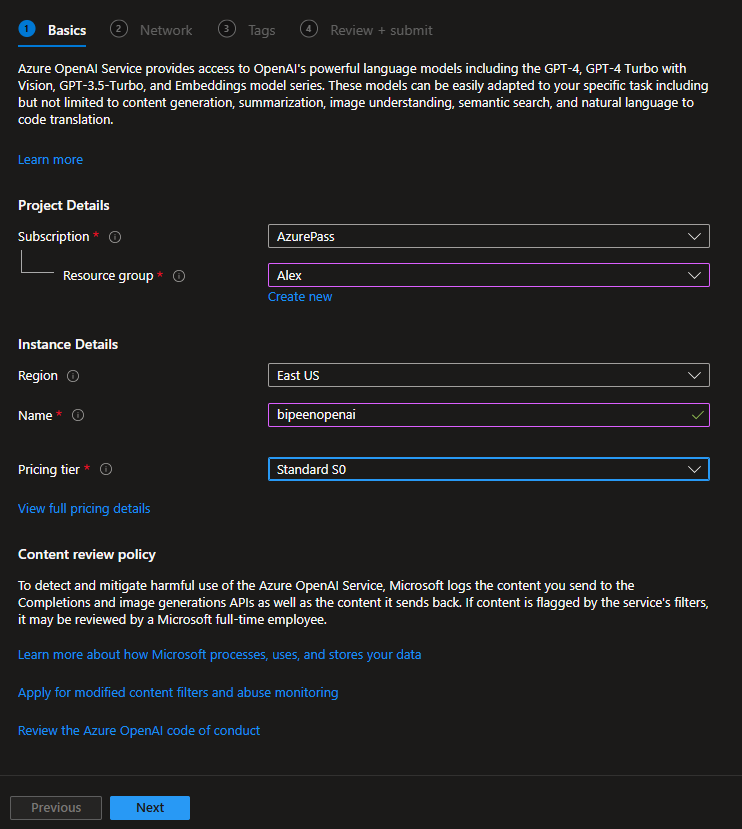 1 Basics 2 Network 3 Tags 4 Review + submit
Azure OpenAI Service provides access to OpenAI's powerful language models including the GPT-4, GPT-4 Turbo with
Vision, GPT-3.5-Turbo, and Embeddings model series. These models can be easily adapted to your specific task including
but not limited to content generation, summarization, image understanding, semantic search, and natural language to
code translation.
Learn more
Project Details
Subscription * AzurePass
Resource group * Alex
Create new
Instance Details
Region East US
Name * bipeenopenai
Pricing tier * Standard S0
View full pricing details
Content review policy
To detect and mitigate harmful use of the Azure OpenAI Service, Microsoft logs the content you send to the
Completions and image generations APIs as well as the content it sends back. If content is flagged by the service's filters,
it may be reviewed by a Microsoft full-time employee.
Learn more about how Microsoft processes, uses, and stores your data
Apply for modified content filters and abuse monitoring
Review the Azure OpenAI code of conduct
Previous Next